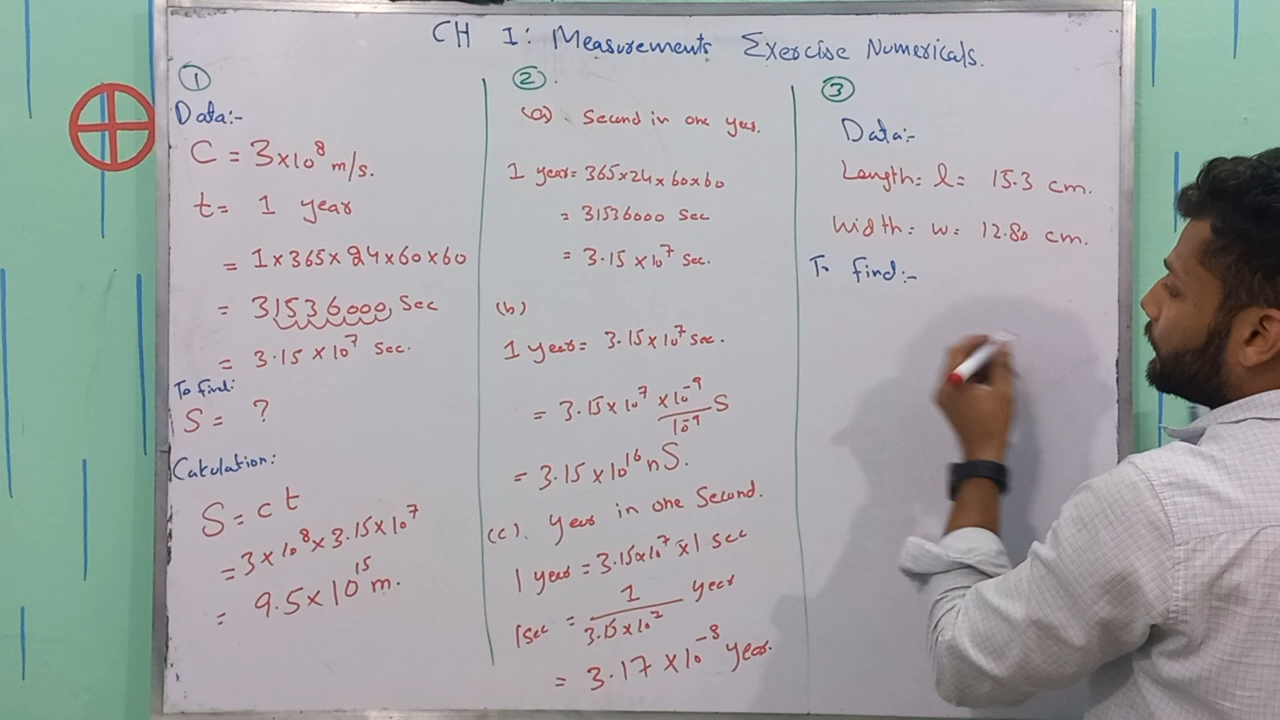 CH 1: Measurements Exercise Numericals.
①
Data:-
C = 3×10⁸ m/s.
t = 1 year
= 1×365×24×60×60
= 31536000 Sec
= 3.15×10⁷ Sec.
To find:
S = ?
Calculation:
S = c t
= 3×10⁸×3.15×10⁷
= 9.5×10¹⁵ m.
②
(a) Second in one year.
1 year = 365×24×60×60
= 31536000 Sec
= 3.15×10⁷ Sec.
(b)
1 year = 3.15×10⁷ Sec.
= 3.15×10⁷ ×10⁻⁹/10⁻⁹ S
= 3.15×10¹⁶ nS.
(c). Year in one Second.
1 year = 3.15×10⁷ ×1 sec
1sec = 1/3.15×10⁷ year
= 3.17×10⁻⁸ year.
③
Data:-
Length = l = 15.3 cm.
Width = w = 12.80 cm.
To find:-